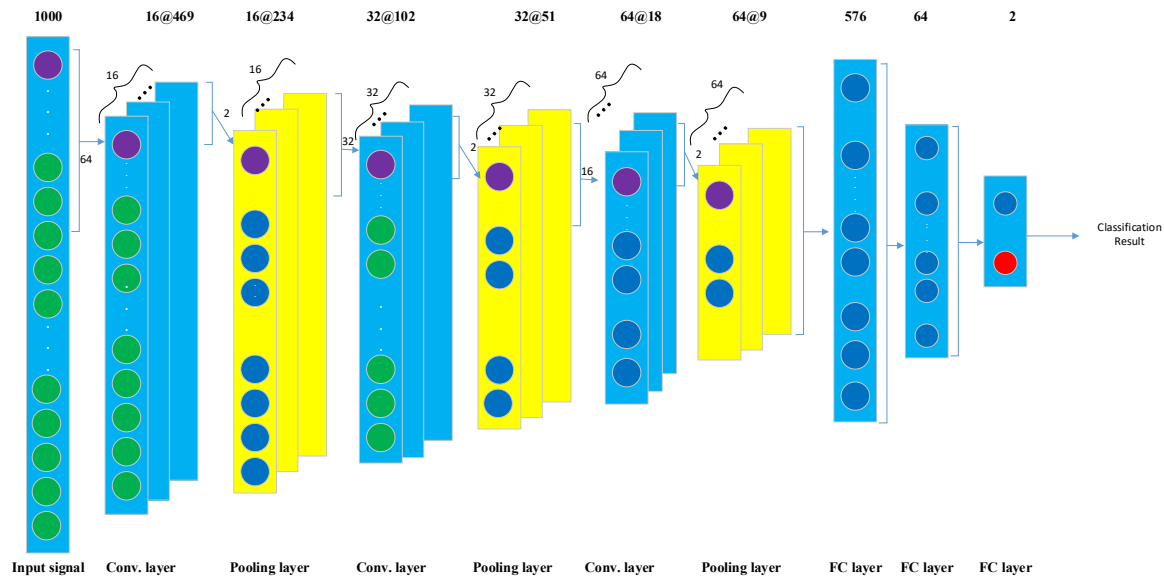 1000 16@469 16@234 32@102 32@51 64@18 64@9 576 64 2
16 16 32 32 64 64
64 2 32 2 16 2
Classification
Result
Input signal Conv. layer Pooling layer Conv. layer Pooling layer Conv. layer Pooling layer FC layer FC layer FC layer